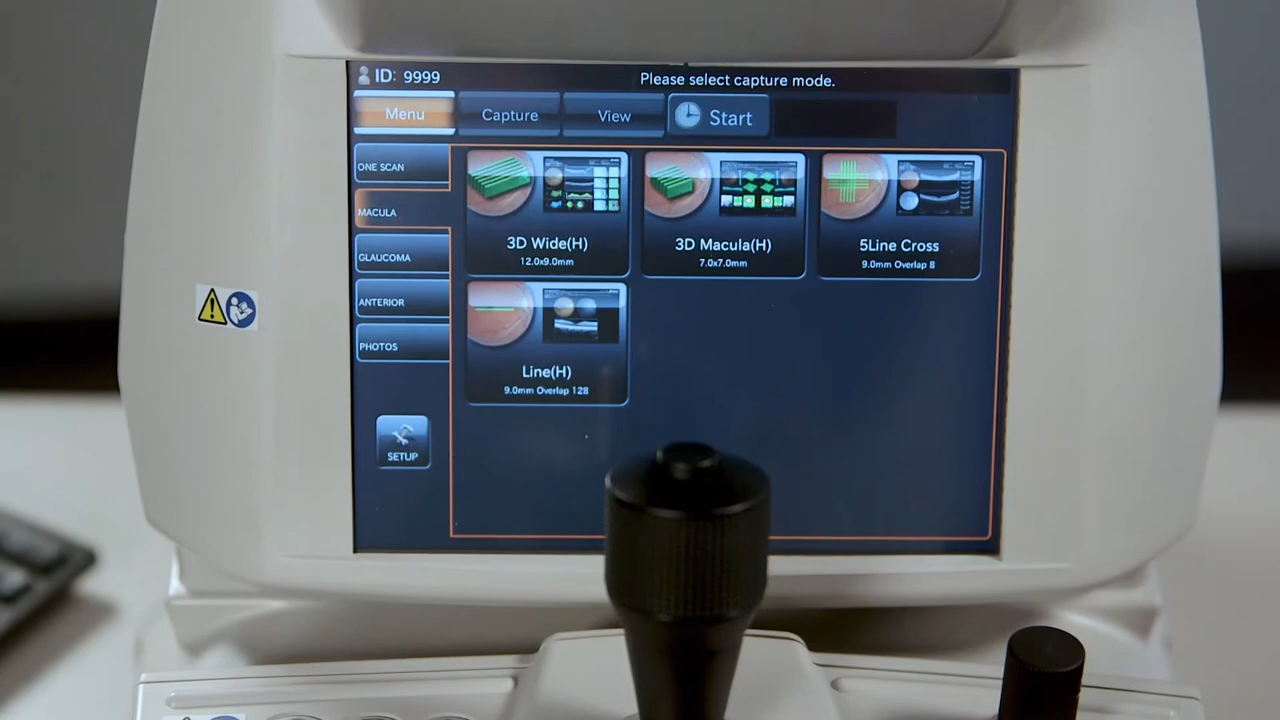 ID: 9999
Please select capture mode.
Menu
Capture
View
Start
ONE SCAN
MACULA
GLAUCOMA
ANTERIOR
PHOTOS
SETUP
3D Wide(H)
12.0x9.0mm
3D Macula(H)
7.0x7.0mm
5Line Cross
9.0mm Overlap 8
Line(H)
9.0mm Overlap 128